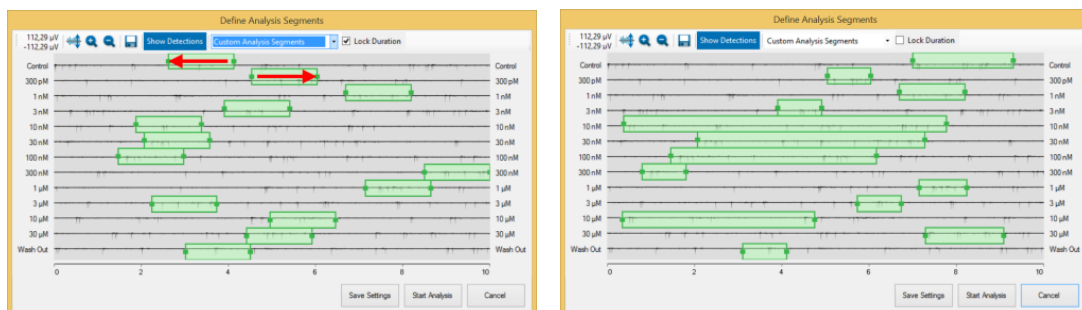 Define Analysis Segments
112,29 µV
-112,29 µV
Show Detections
Custom Analysis Segments
Lock Duration
Control Control
300 pM 300 pM
1 nM 1 nM
3 nM 3 nM
10 nM 10 nM
30 nM 30 nM
100 nM 100 nM
300 nM 300 nM
1 µM 1 µM
3 µM 3 µM
10 µM 10 µM
30 µM 30 µM
Wash Out Wash Out
0 2 4 6 8 10
Save Settings Start Analysis Cancel
Define Analysis Segments
112,29 µV
-112,29 µV
Show Detections
Custom Analysis Segments
Lock Duration
Control Control
300 pM 300 pM
1 nM 1 nM
3 nM 3 nM
10 nM 10 nM
30 nM 30 nM
100 nM 100 nM
300 nM 300 nM
1 µM 1 µM
3 µM 3 µM
10 µM 10 µM
30 µM 30 µM
Wash Out Wash Out
0 2 4 6 8 10
Save Settings Start Analysis Cancel